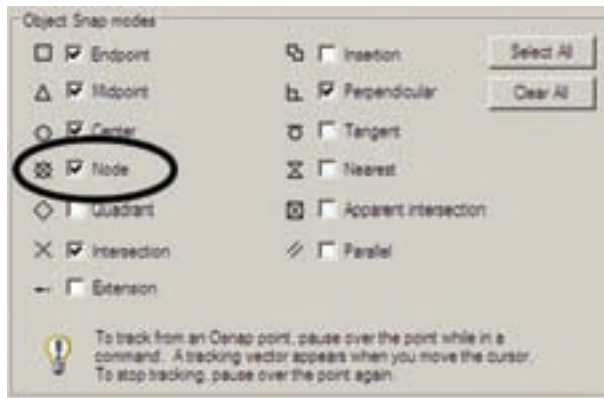 Object Snap modes
Endpoint
Midpoint
Center
Node
Quadrant
Intersection
Extension
Insertion
Perpendicular
Tangent
Nearest
Apparent intersection
Parallel
Select All
Clear All
To track from an Osnap point, pause over the point while in a
command. A tracking vector appears when you move the cursor.
To stop tracking, pause over the point again.